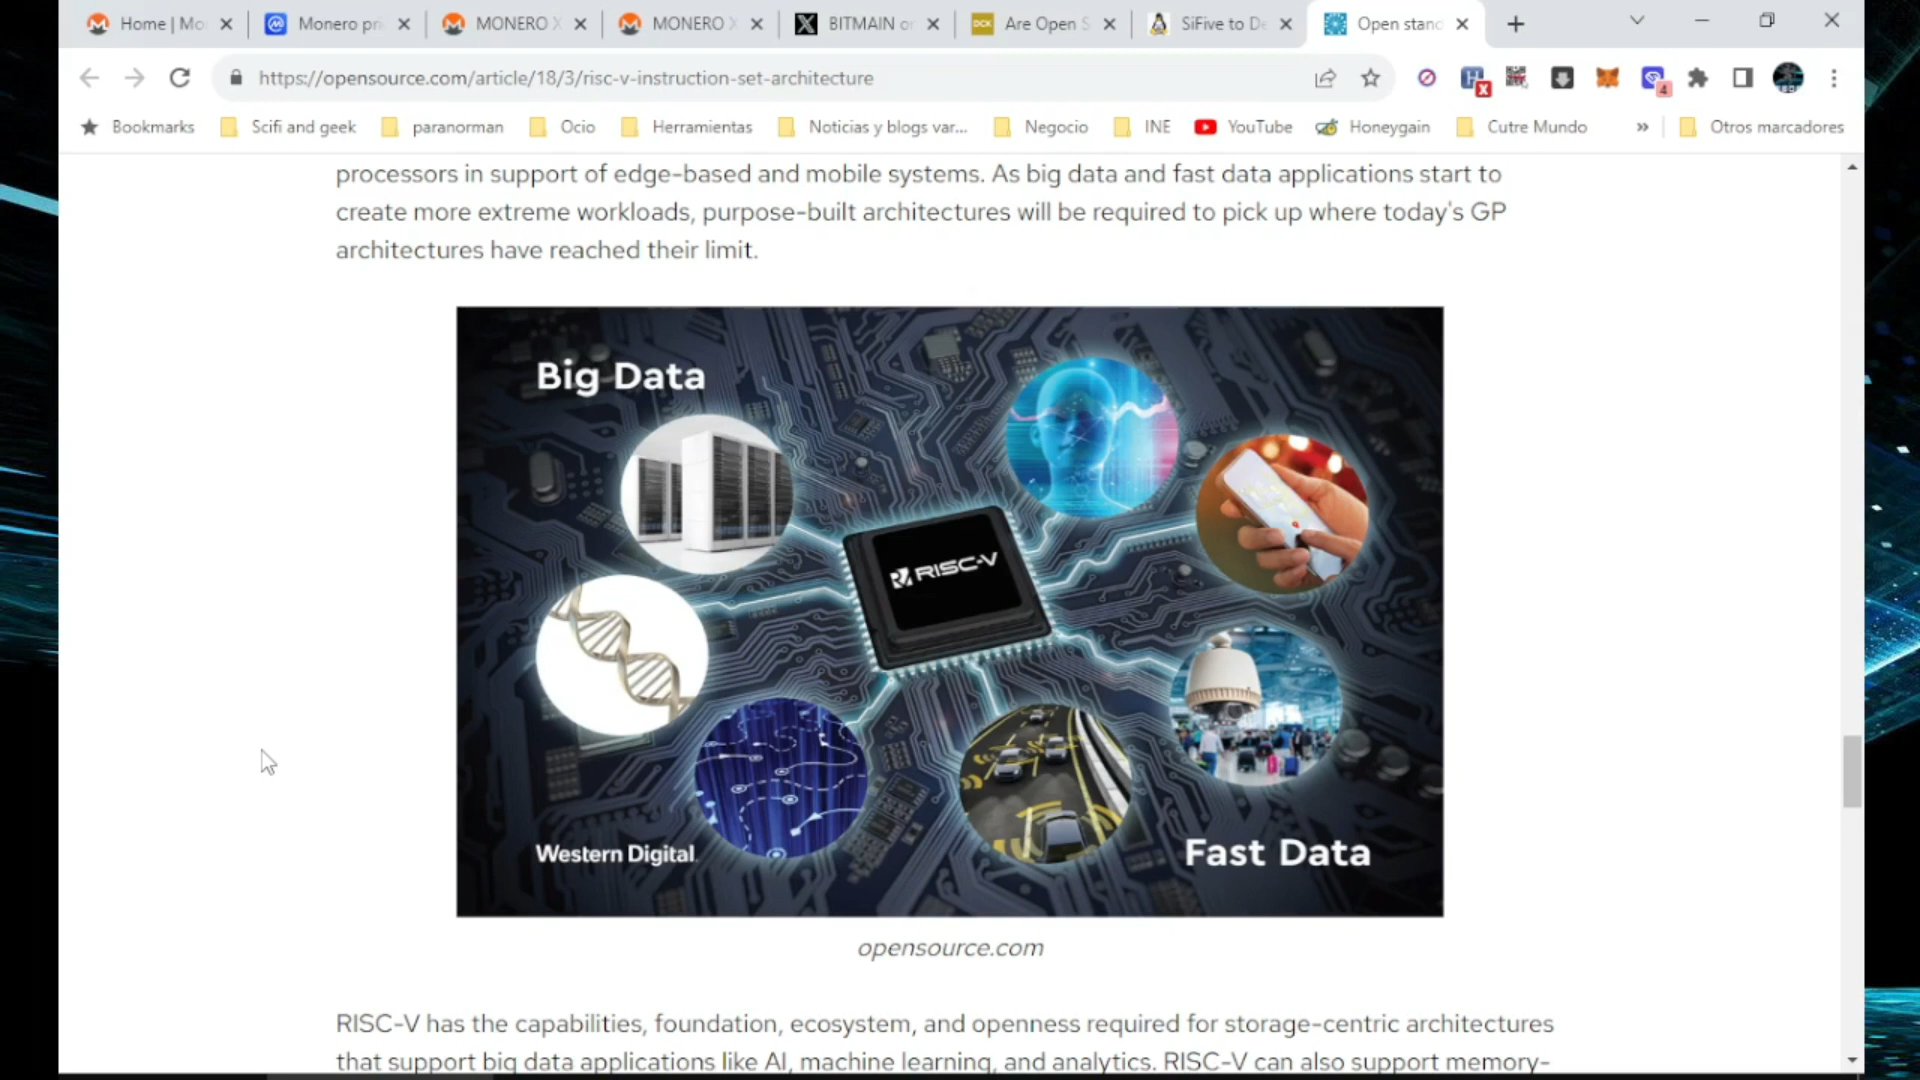 Home | Mo
Monero pri
MONERO X
MONERO X
BITMAIN or
DCK
Are Open S
SiFive to De
Open stanc
https://opensource.com/article/18/3/risc-v-instruction-set-architecture
4
Bookmarks
Scifi and geek
paranorman
Ocio
Herramientas
Noticias y blogs var...
Negocio
INE
YouTube
Honeygain
Cutre Mundo
»
Otros marcadores
processors in support of edge-based and mobile systems. As big data and fast data applications start to
create more extreme workloads, purpose-built architectures will be required to pick up where today's GP
architectures have reached their limit.
Big Data
RISC-V
Western Digital
Fast Data
opensource.com
RISC-V has the capabilities, foundation, ecosystem, and openness required for storage-centric architectures
that support big data applications like AI, machine learning, and analytics. RISC-V can also support memory-